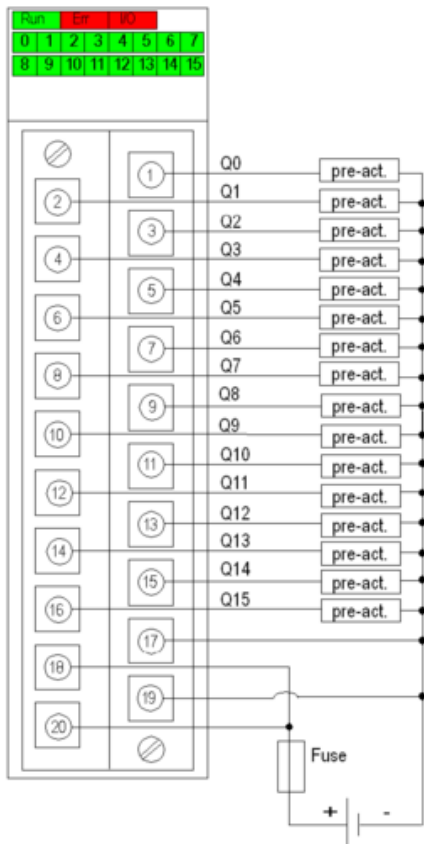 Run Err I/O
0 1 2 3 4 5 6 7
8 9 10 11 12 13 14 15
1 Q0 pre-act.
2 Q1 pre-act.
3 Q2 pre-act.
4 Q3 pre-act.
5 Q4 pre-act.
6 Q5 pre-act.
7 Q6 pre-act.
8 Q7 pre-act.
9 Q8 pre-act.
10 Q9 pre-act.
11 Q10 pre-act.
12 Q11 pre-act.
13 Q12 pre-act.
14 Q13 pre-act.
15 Q14 pre-act.
16 Q15 pre-act.
17
18
19
20
Fuse
+ -